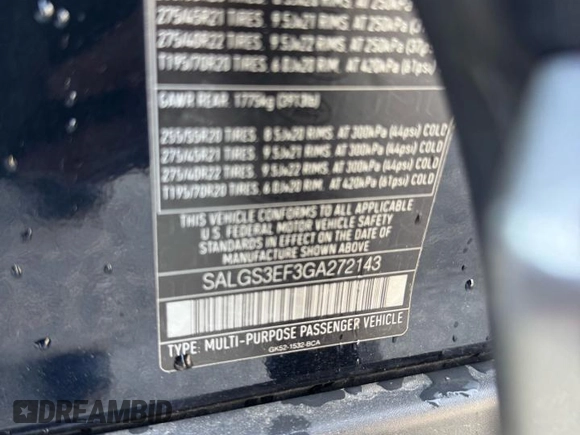 275/45R21 TIRES. 9.5Jx21 RIMS. AT 250kPa
275/40R22 TIRES. 9.5Jx22 RIMS. AT 250kPa (37psi)
T195/70R20 TIRES. 6.0Jx20 RIM. AT 420kPa (61psi)
GAWR REAR. 1775kg
255/55R20 TIRES 8.5Jx20 RIMS. AT 300kPa (44psi) COLD
275/45R21 TIRES. 9.5Jx21 RIMS. AT 300kPa (44psi) COLD
275/40R22 TIRES. 9.5Jx22 RIMS. AT 300kPa (44psi) COLD
T195/70R20 TIRES. 6.0Jx20 RIM. AT 420kPa (61psi) COLD
THIS VEHICLE CONFORMS TO ALL APPLICABLE
U.S. FEDERAL MOTOR VEHICLE SAFETY
STANDARDS IN EFFECT ON THE DATE OF
MANUFACTURE SHOWN ABOVE.
SALGS3EF3GA272143
TYPE: MULTI-PURPOSE PASSENGER VEHICLE
GK52-1532-BCA
DREAMBID